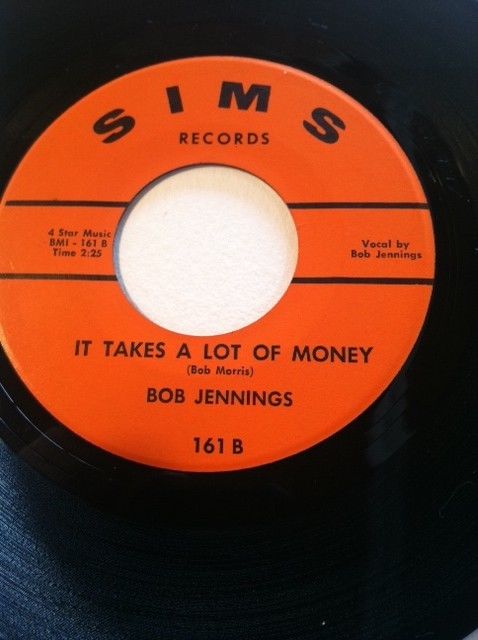 SIMS
RECORDS
4 Star Music
BMI - 161 B
Time 2:25
Vocal by
Bob Jennings
IT TAKES A LOT OF MONEY
(Bob Morris)
BOB JENNINGS
161 B